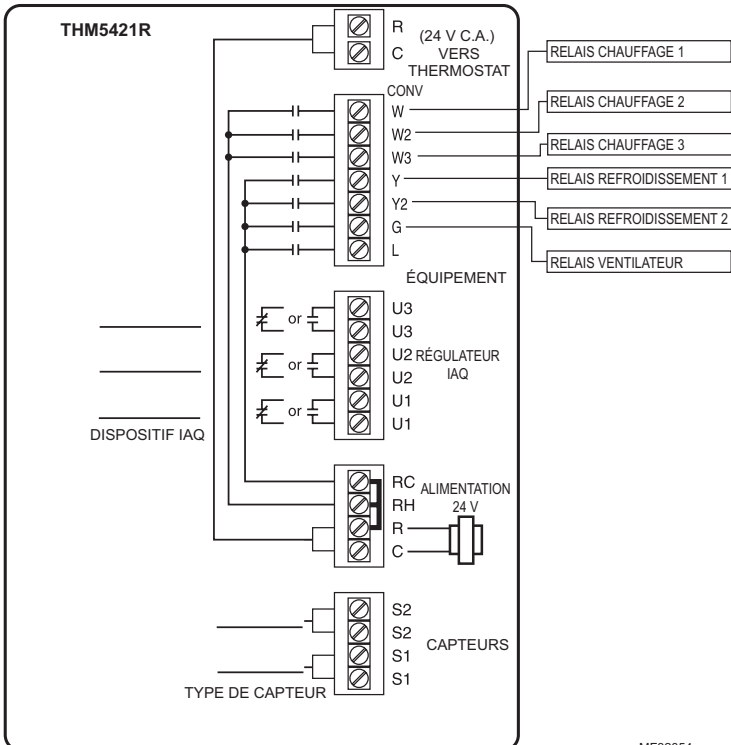 THM5421R
R
C
(24 V C.A.)
VERS
THERMOSTAT
CONV
W
W2
W3
Y
Y2
G
L
ÉQUIPEMENT
RELAIS CHAUFFAGE 1
RELAIS CHAUFFAGE 2
RELAIS CHAUFFAGE 3
RELAIS REFROIDISSEMENT 1
RELAIS REFROIDISSEMENT 2
RELAIS VENTILATEUR
or
or
or
U3
U3
U2
U2
U1
U1
RÉGULATEUR
IAQ
DISPOSITIF IAQ
RC
RH
R
C
ALIMENTATION
24 V
S2
S2
S1
S1
CAPTEURS
TYPE DE CAPTEUR